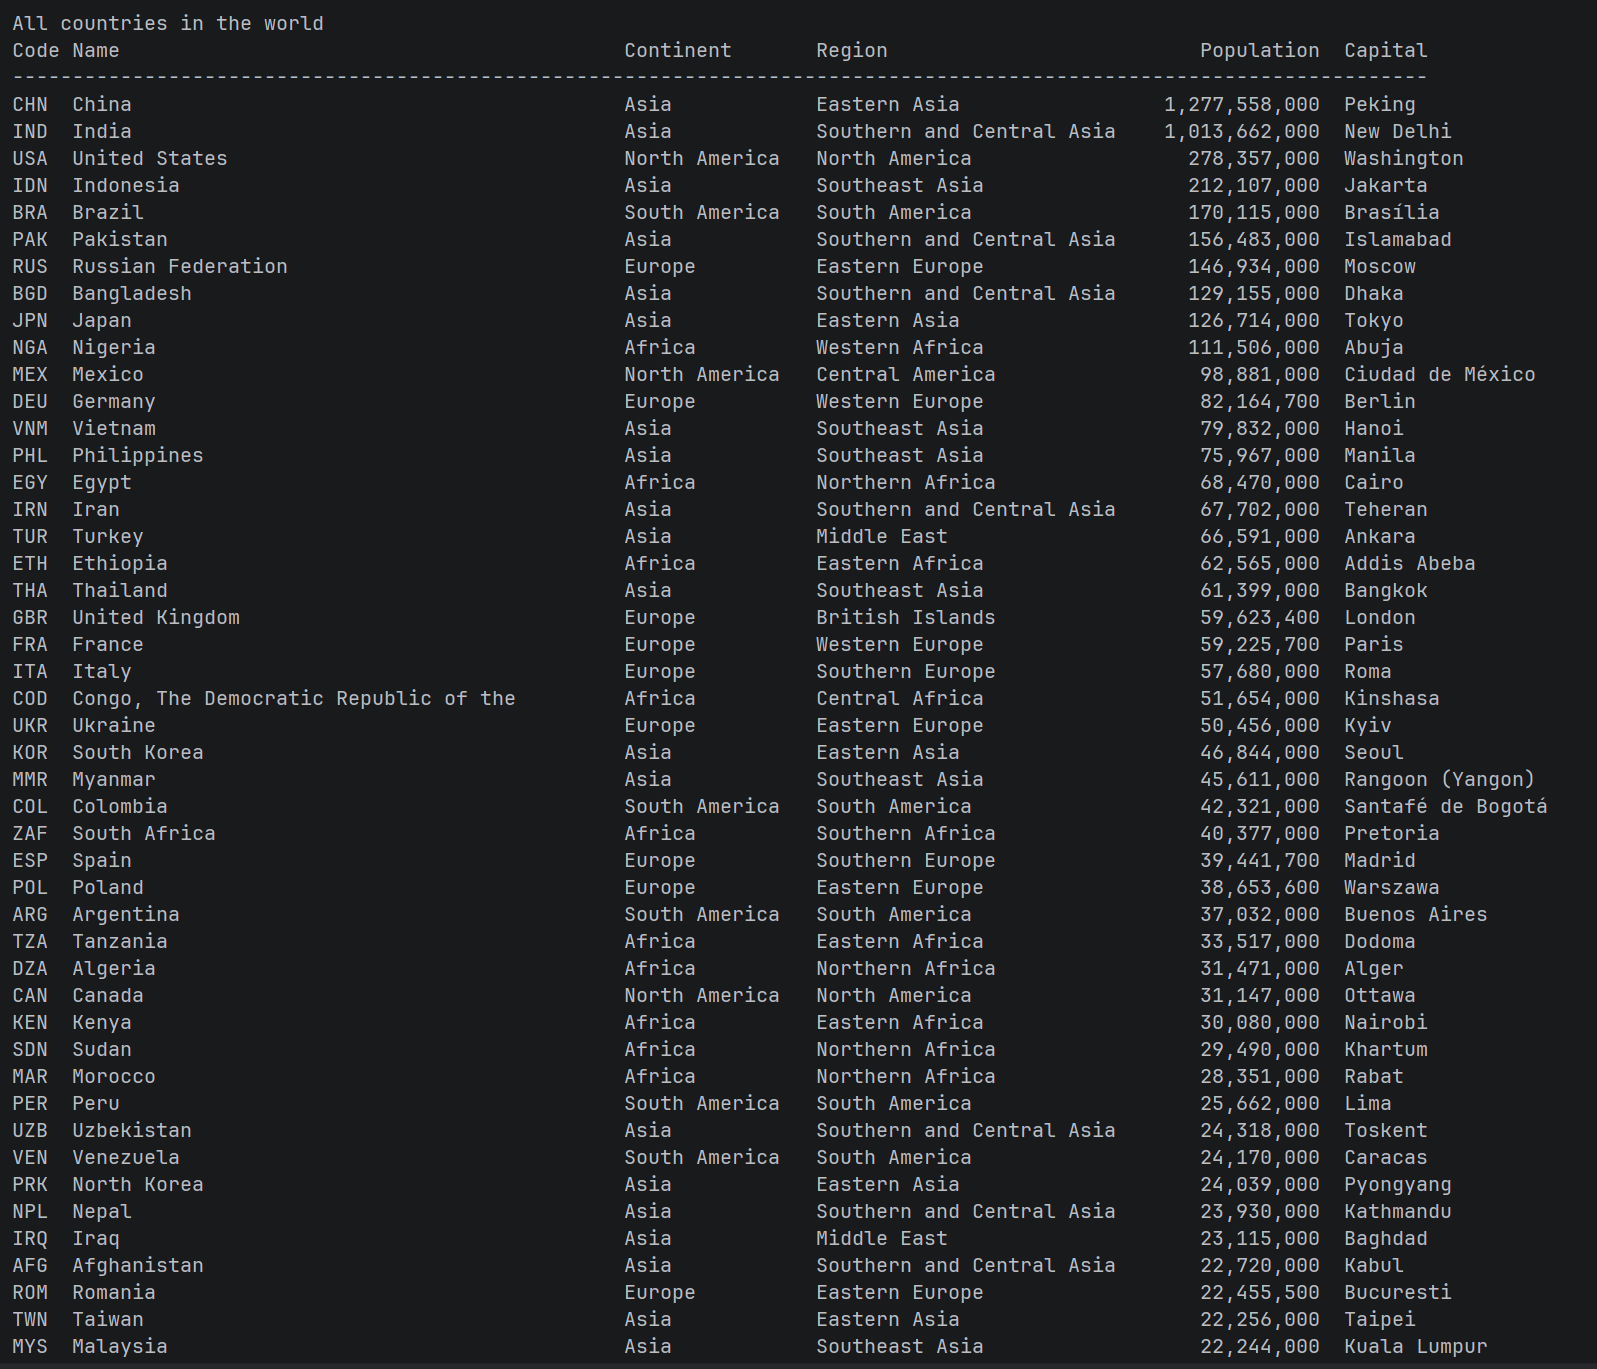 All countries in the world
Code Name Continent Region Population Capital
----------------------------------------------------------------------------------------------------------------------
CHN China Asia Eastern Asia 1,277,558,000 Peking
IND India Asia Southern and Central Asia 1,013,662,000 New Delhi
USA United States North America North America 278,357,000 Washington
IDN Indonesia Asia Southeast Asia 212,107,000 Jakarta
BRA Brazil South America South America 170,115,000 Brasília
PAK Pakistan Asia Southern and Central Asia 156,483,000 Islamabad
RUS Russian Federation Europe Eastern Europe 146,934,000 Moscow
BGD Bangladesh Asia Southern and Central Asia 129,155,000 Dhaka
JPN Japan Asia Eastern Asia 126,714,000 Tokyo
NGA Nigeria Africa Western Africa 111,506,000 Abuja
MEX Mexico North America Central America 98,881,000 Ciudad de México
DEU Germany Europe Western Europe 82,164,700 Berlin
VNM Vietnam Asia Southeast Asia 79,832,000 Hanoi
PHL Philippines Asia Southeast Asia 75,967,000 Manila
EGY Egypt Africa Northern Africa 68,470,000 Cairo
IRN Iran Asia Southern and Central Asia 67,702,000 Teheran
TUR Turkey Asia Middle East 66,591,000 Ankara
ETH Ethiopia Africa Eastern Africa 62,565,000 Addis Abeba
THA Thailand Asia Southeast Asia 61,399,000 Bangkok
GBR United Kingdom Europe British Islands 59,623,400 London
FRA France Europe Western Europe 59,225,700 Paris
ITA Italy Europe Southern Europe 57,680,000 Roma
COD Congo, The Democratic Republic of the Africa Central Africa 51,654,000 Kinshasa
UKR Ukraine Europe Eastern Europe 50,456,000 Kyiv
KOR South Korea Asia Eastern Asia 46,844,000 Seoul
MMR Myanmar Asia Southeast Asia 45,611,000 Rangoon (Yangon)
COL Colombia South America South America 42,321,000 Santafé de Bogotá
ZAF South Africa Africa Southern Africa 40,377,000 Pretoria
ESP Spain Europe Southern Europe 39,441,700 Madrid
POL Poland Europe Eastern Europe 38,653,600 Warszawa
ARG Argentina South America South America 37,032,000 Buenos Aires
TZA Tanzania Africa Eastern Africa 33,517,000 Dodoma
DZA Algeria Africa Northern Africa 31,471,000 Alger
CAN Canada North America North America 31,147,000 Ottawa
KEN Kenya Africa Eastern Africa 30,080,000 Nairobi
SDN Sudan Africa Northern Africa 29,490,000 Khartum
MAR Morocco Africa Northern Africa 28,351,000 Rabat
PER Peru South America South America 25,662,000 Lima
UZB Uzbekistan Asia Southern and Central Asia 24,318,000 Toskent
VEN Venezuela South America South America 24,170,000 Caracas
PRK North Korea Asia Eastern Asia 24,039,000 Pyongyang
NPL Nepal Asia Southern and Central Asia 23,930,000 Kathmandu
IRQ Iraq Asia Middle East 23,115,000 Baghdad
AFG Afghanistan Asia Southern and Central Asia 22,720,000 Kabul
ROM Romania Europe Eastern Europe 22,455,500 Bucuresti
TWN Taiwan Asia Eastern Asia 22,256,000 Taipei
MYS Malaysia Asia Southeast Asia 22,244,000 Kuala Lumpur